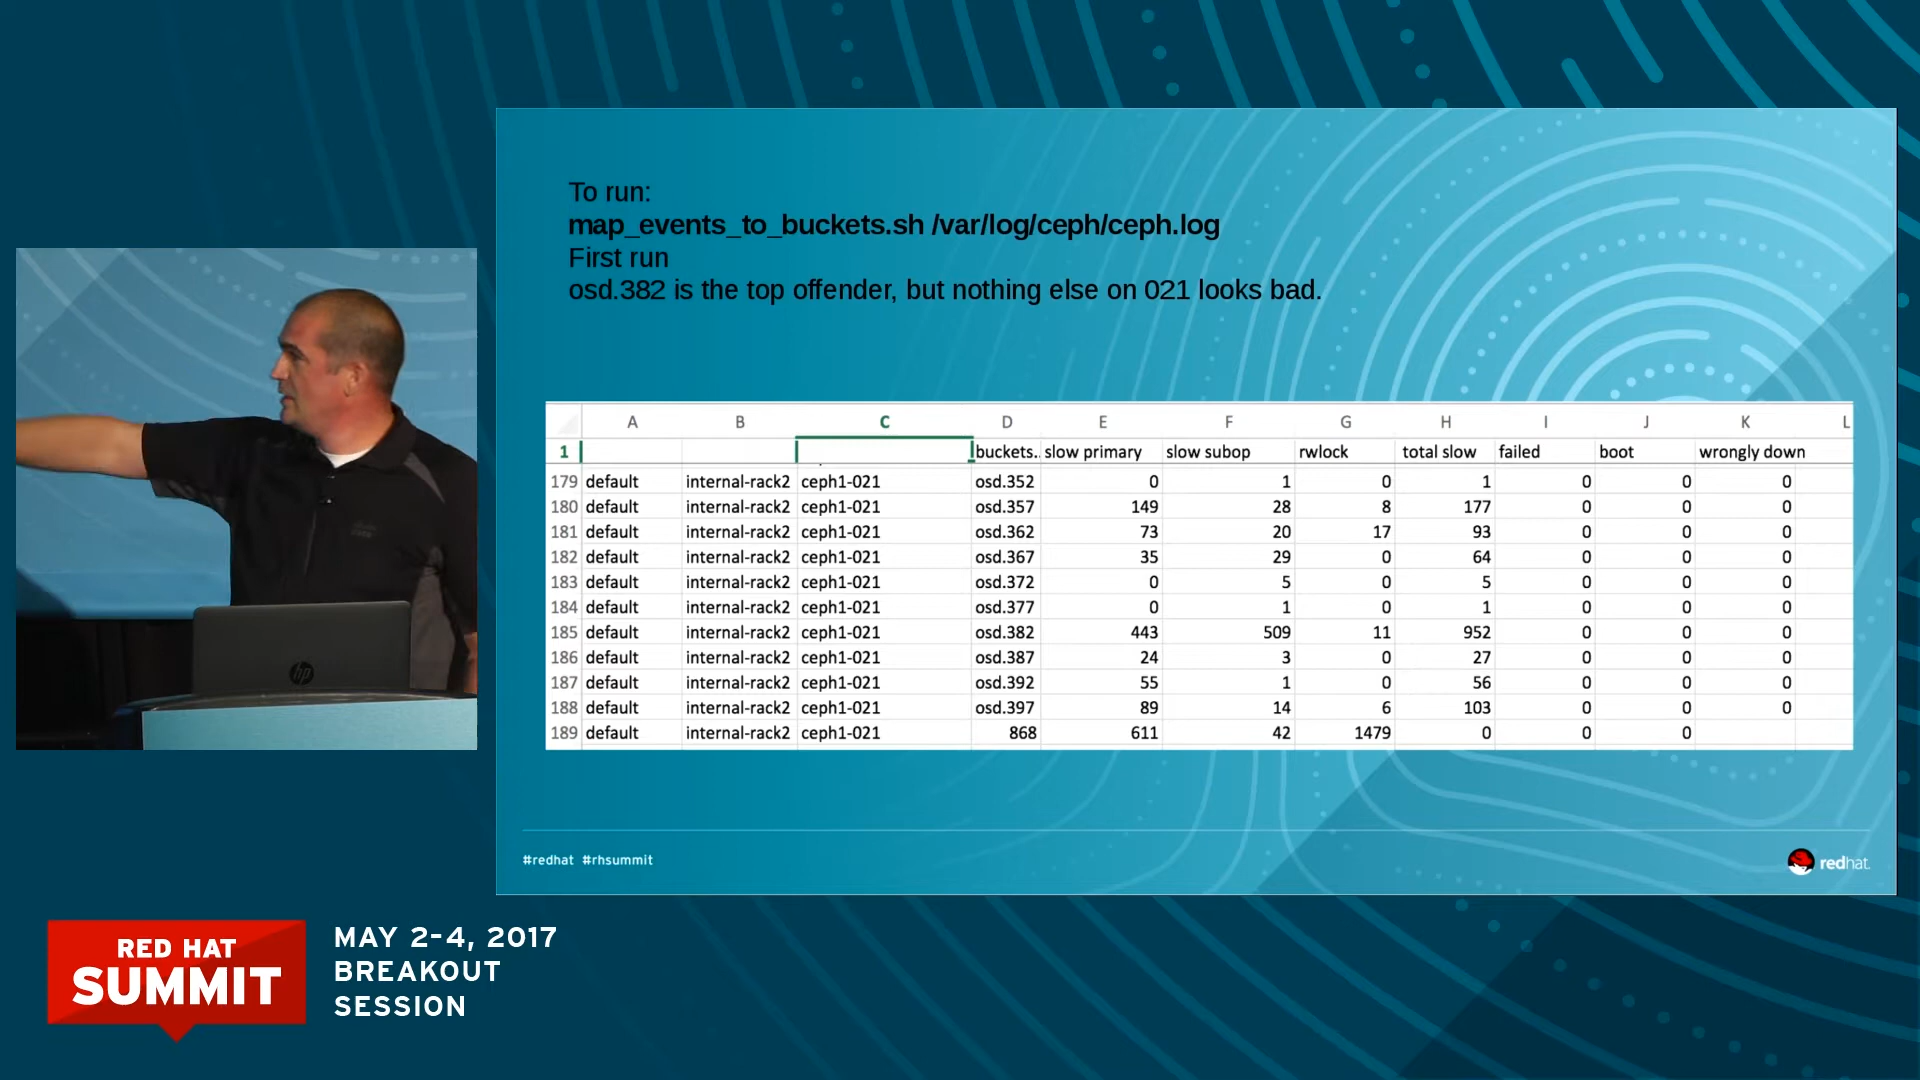 To run:
map_events_to_buckets.sh /var/log/ceph/ceph.log
First run
osd.382 is the top offender, but nothing else on 021 looks bad.
A B C D E F G H I J K L
1 buckets.. slow primary slow subop rwlock total slow failed boot wrongly down
179 default internal-rack2 ceph1-021 osd.352 0 1 0 1 0 0 0
180 default internal-rack2 ceph1-021 osd.357 149 28 8 177 0 0 0
181 default internal-rack2 ceph1-021 osd.362 73 20 17 93 0 0 0
182 default internal-rack2 ceph1-021 osd.367 35 29 0 64 0 0 0
183 default internal-rack2 ceph1-021 osd.372 0 5 0 5 0 0 0
184 default internal-rack2 ceph1-021 osd.377 0 1 0 1 0 0 0
185 default internal-rack2 ceph1-021 osd.382 443 509 11 952 0 0 0
186 default internal-rack2 ceph1-021 osd.387 24 3 0 27 0 0 0
187 default internal-rack2 ceph1-021 osd.392 55 1 0 56 0 0 0
188 default internal-rack2 ceph1-021 osd.397 89 14 6 103 0 0 0
189 default internal-rack2 ceph1-021 868 611 42 1479 0 0 0
#redhat #rhsummit
redhat.
hp
RED HAT
SUMMIT
MAY 2-4, 2017
BREAKOUT
SESSION